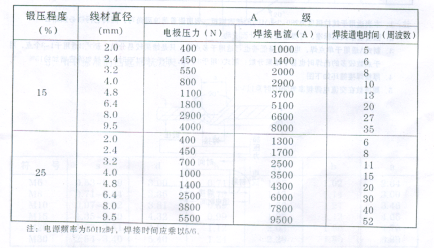 锻压程度 线材直径 A 级
(%) (mm) 电极压力(N) 焊接电流(A) 焊接通电时间(周波数)
2.0 400 1000 5
2.4 450 1400 6
3.2 550 2000 8
4.0 800 2900 10
15 4.8 1100 3700 13
6.4 1800 5100 20
8.0 2900 6600 27
9.5 4000 8000 35
2.0 400 1300 6
2.4 450 1700 8
3.2 700 2500 11
4.0 1000 3500 15
25 4.8 1400 4300 20
6.4 2500 6000 30
8.0 3800 7800 40
9.5 5500 9500 52
注:电源频率为50Hz时,焊接时间应乘以5/6.